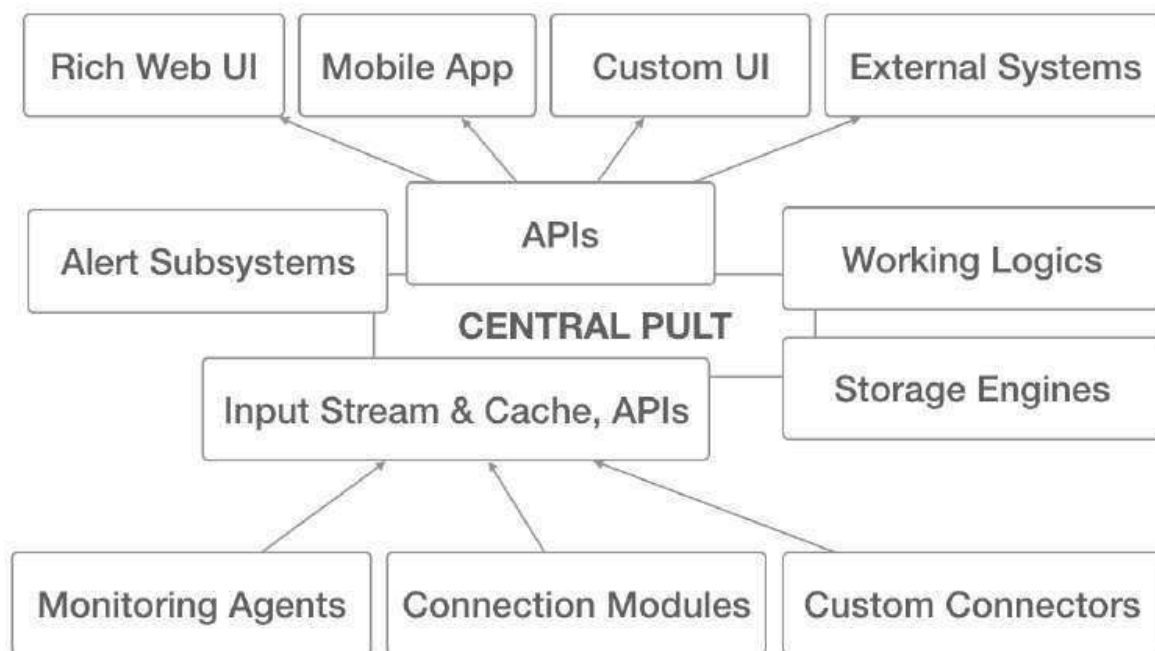 Rich Web UI
Mobile App
Custom UI
External Systems
APIs
Alert Subsystems
Working Logics
CENTRAL PULT
Storage Engines
Input Stream & Cache, APIs
Monitoring Agents
Connection Modules
Custom Connectors